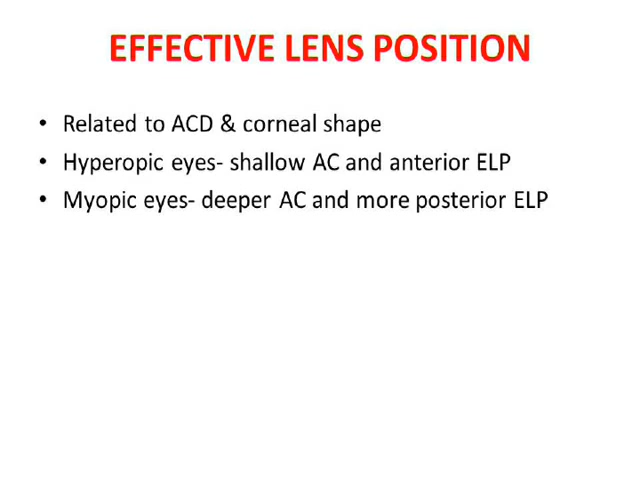 EFFECTIVE LENS POSITION
• Related to ACD & corneal shape
• Hyperopic eyes- shallow AC and anterior ELP
• Myopic eyes- deeper AC and more posterior ELP